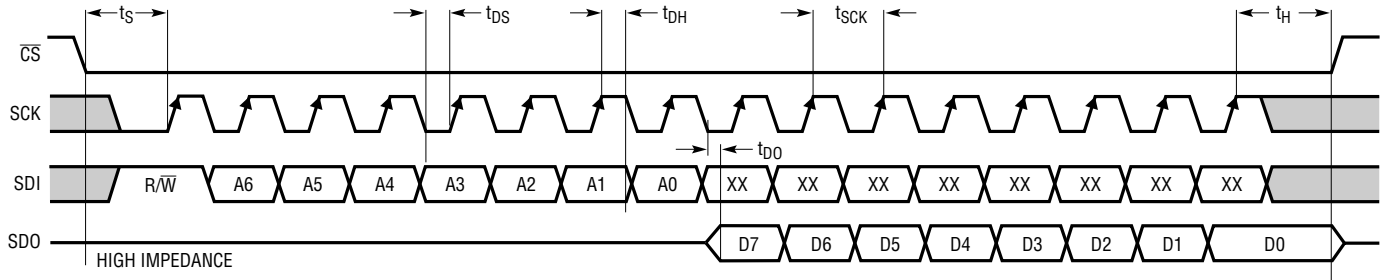 tS tDS tDH tSCK tH
CS
SCK
tDO
SDI R/W A6 A5 A4 A3 A2 A1 A0 XX XX XX XX XX XX XX XX
SDO D7 D6 D5 D4 D3 D2 D1 D0
HIGH IMPEDANCE